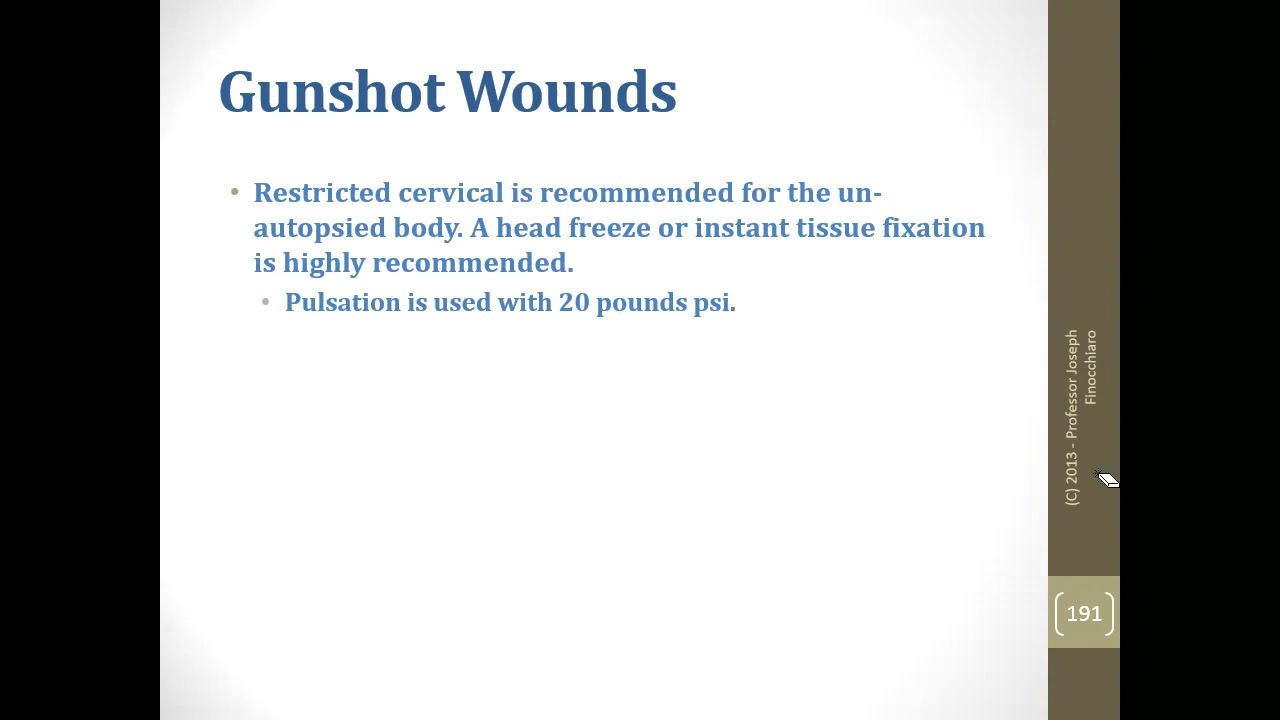 Gunshot Wounds
• Restricted cervical is recommended for the un-
autopsied body. A head freeze or instant tissue fixation
is highly recommended.
• Pulsation is used with 20 pounds psi.
(C) 2013 - Professor Joseph
Finocchiaro
191